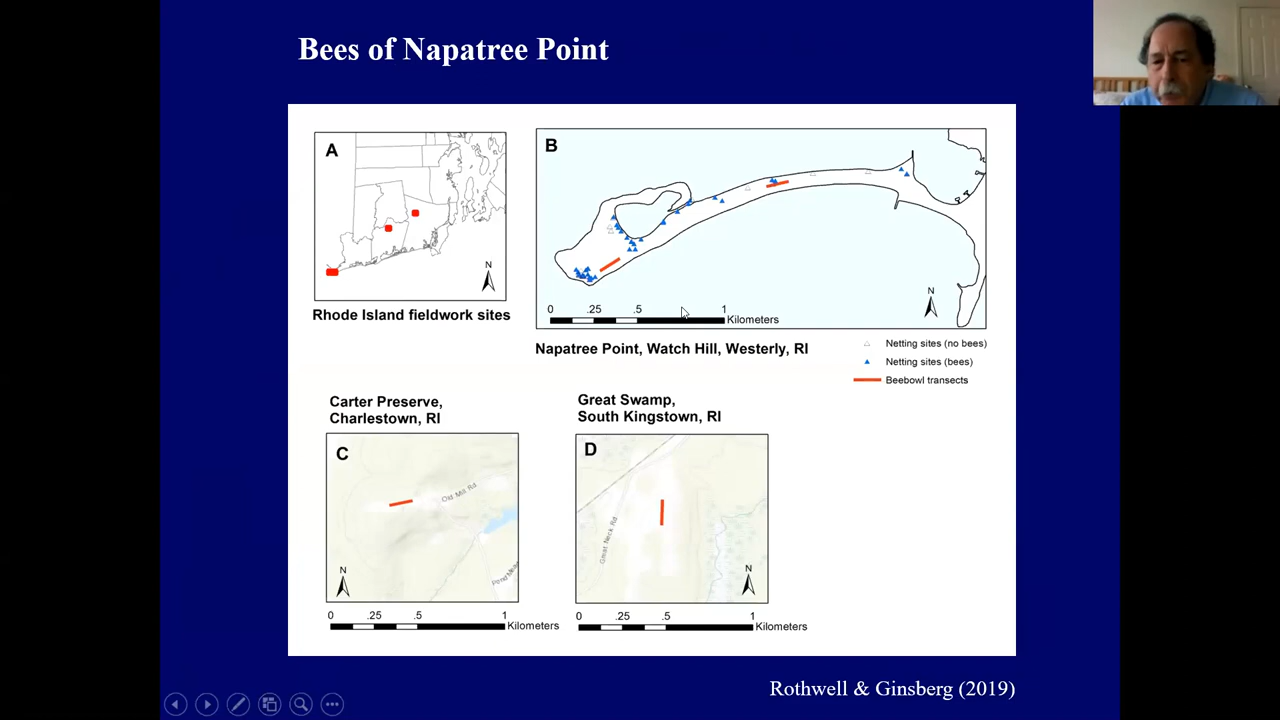 Bees of Napatree Point
A
N
Rhode Island fieldwork sites
B
N
0 .25 .5 1
Kilometers
Napatree Point, Watch Hill, Westerly, RI
Netting sites (no bees)
Netting sites (bees)
Beebowl transects
Carter Preserve,
Charlestown, RI
C
Old Mill Rd
N
0 .25 .5 1
Kilometers
Great Swamp,
South Kingstown, RI
D
Great Neck Rd
N
0 .25 .5 1
Kilometers
Rothwell & Ginsberg (2019)